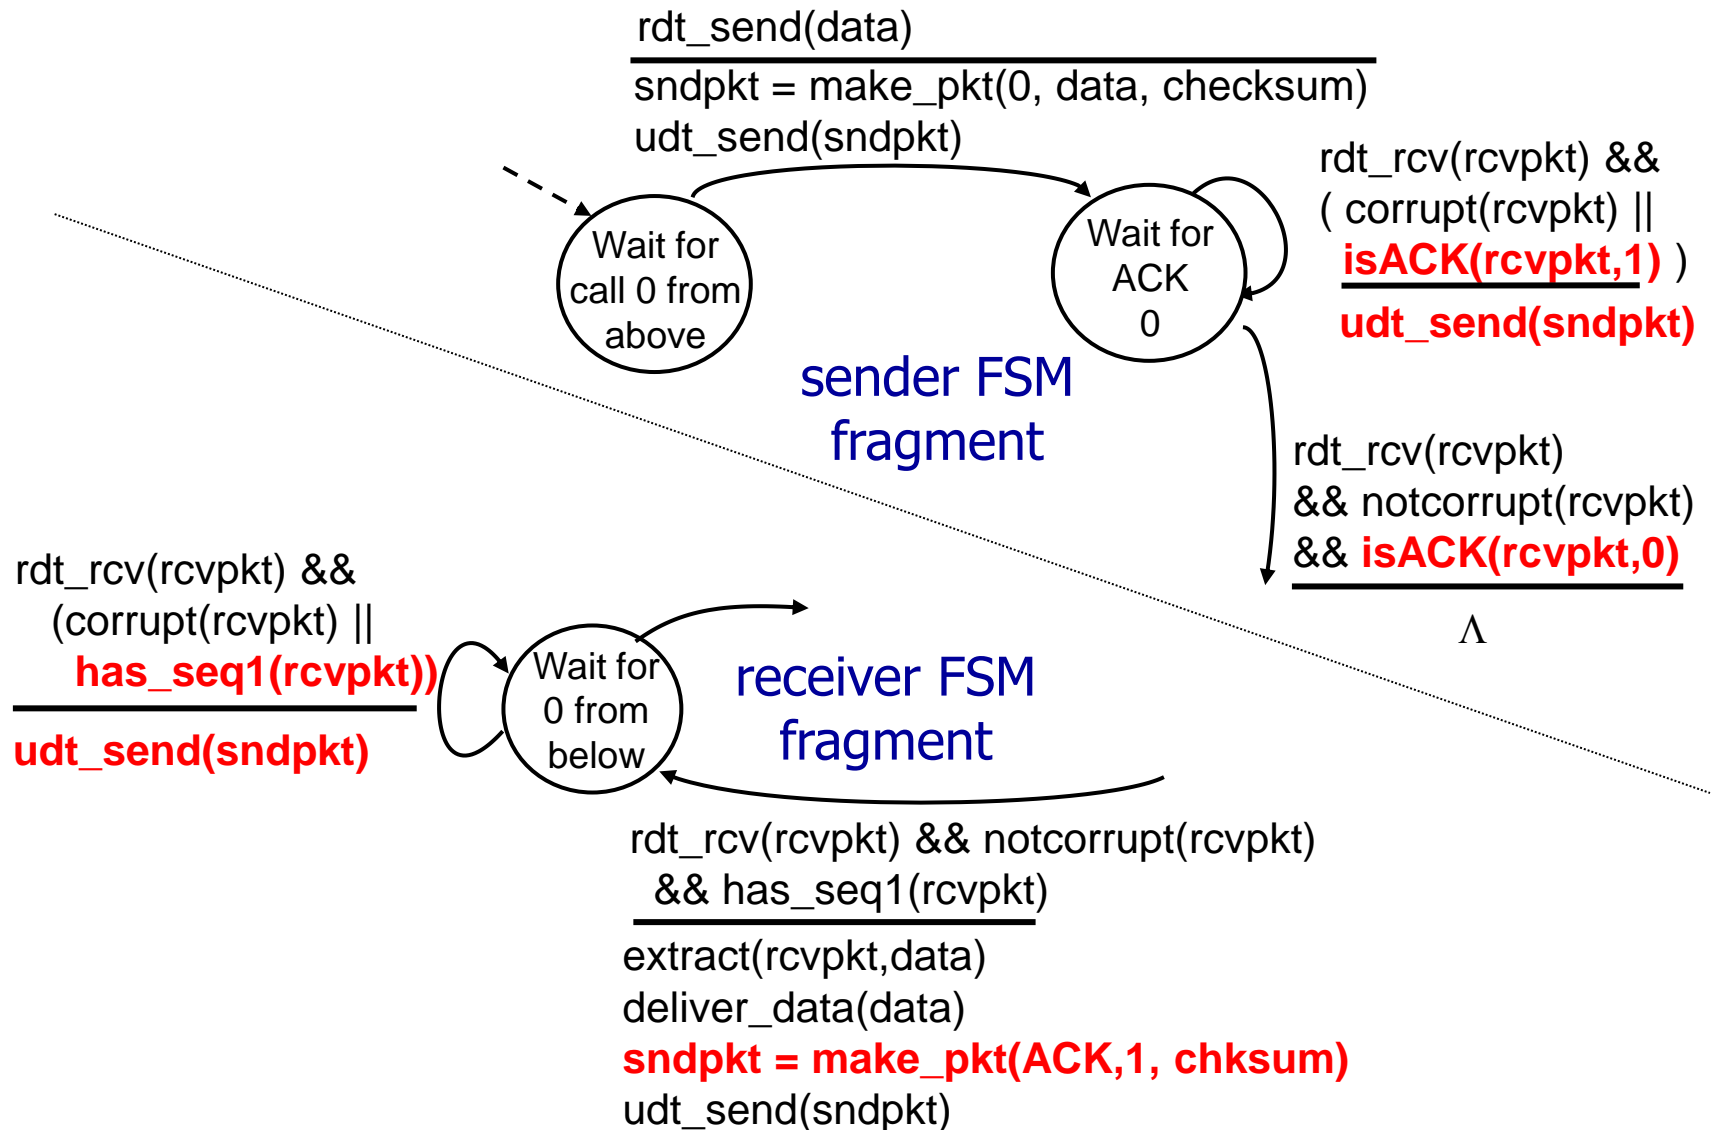 rdt_send(data)
sndpkt = make_pkt(0, data, checksum)
udt_send(sndpkt)
Wait for
call 0 from
above
Wait for
ACK
0
rdt_rcv(rcvpkt) &&
( corrupt(rcvpkt) ||
isACK(rcvpkt,1) )
udt_send(sndpkt)
sender FSM
fragment
rdt_rcv(rcvpkt)
&& notcorrupt(rcvpkt)
&& isACK(rcvpkt,0)
Λ
rdt_rcv(rcvpkt) &&
(corrupt(rcvpkt) ||
has_seq1(rcvpkt))
udt_send(sndpkt)
Wait for
0 from
below
receiver FSM
fragment
rdt_rcv(rcvpkt) && notcorrupt(rcvpkt)
&& has_seq1(rcvpkt)
extract(rcvpkt,data)
deliver_data(data)
sndpkt = make_pkt(ACK,1, chksum)
udt_send(sndpkt)